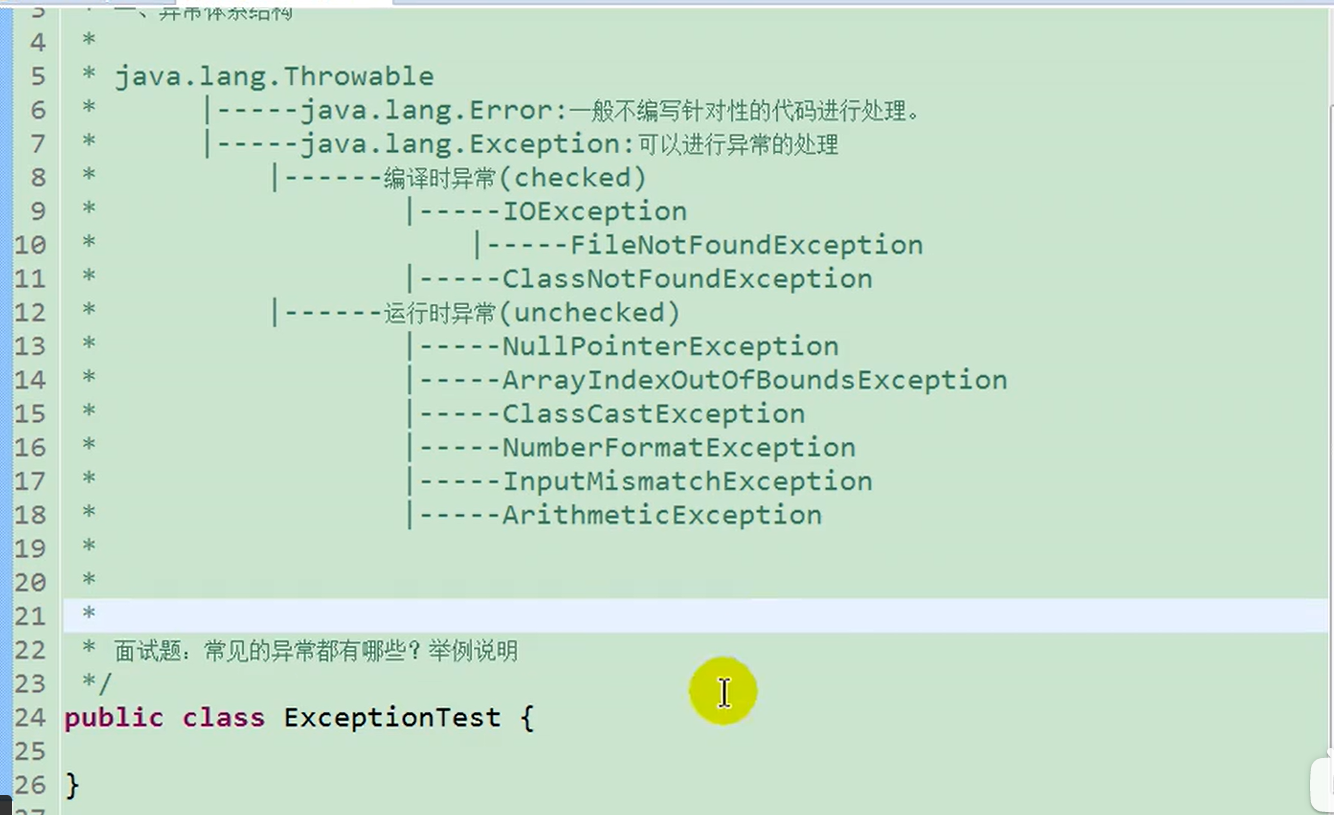 3 * 一、异常体系结构
4 *
5 * java.lang.Throwable
6 * |-----java.lang.Error:一般不编写针对性的代码进行处理。
7 * |-----java.lang.Exception:可以进行异常的处理
8 * |------编译时异常(checked)
9 * |-----IOException
10 * |-----FileNotFoundException
11 * |-----ClassNotFoundException
12 * |------运行时异常(unchecked)
13 * |-----NullPointerException
14 * |-----ArrayIndexOutOfBoundsException
15 * |-----ClassCastException
16 * |-----NumberFormatException
17 * |-----InputMismatchException
18 * |-----ArithmeticException
19 *
20 *
21 *
22 * 面试题：常见的异常都有哪些？举例说明
23 */
24 public class ExceptionTest {
25
26 }
27